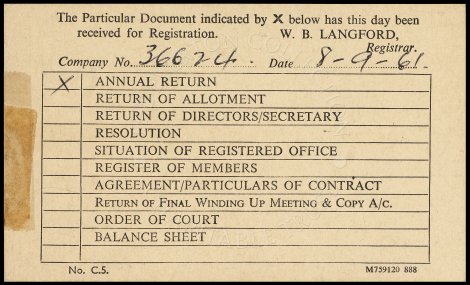 The Particular Document indicated by X below has this day been
received for Registration. W. B. LANGFORD,
Registrar.
Company No. 36624. Date 8-9-61.
X ANNUAL RETURN
RETURN OF ALLOTMENT
RETURN OF DIRECTORS/SECRETARY
RESOLUTION
SITUATION OF REGISTERED OFFICE
REGISTER OF MEMBERS
AGREEMENT/PARTICULARS OF CONTRACT
RETURN OF FINAL WINDING UP MEETING & COPY A/C.
ORDER OF COURT
BALANCE SHEET
No. C.5. M759120 888